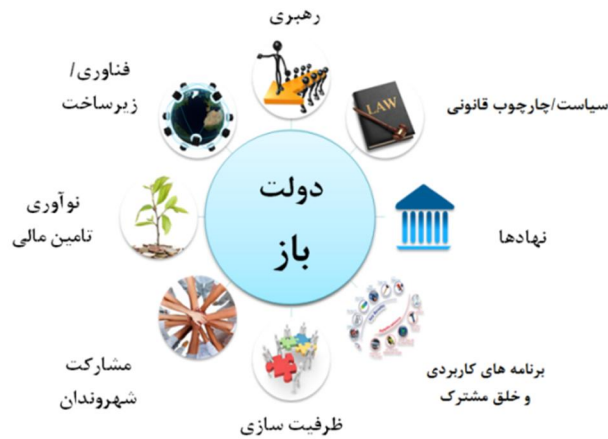 رهبری
سیاست/چارچوب قانونی
LAW
نهادها
برنامه های کاربردی
و خلق مشترک
ظرفیت سازی
مشارکت
شهروندان
نوآوری
تامین مالی
فناوری/
زیرساخت
دولت
باز